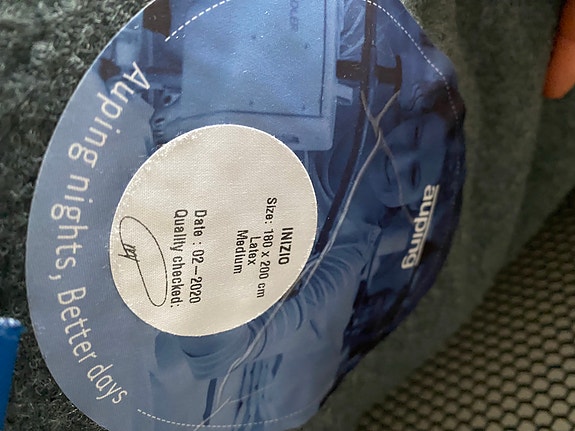 auping
INIZIO
Size: 180 x 200 cm
Latex
Medium
Date : 02 – 2020
Quality checked:
Auping nights, Better days